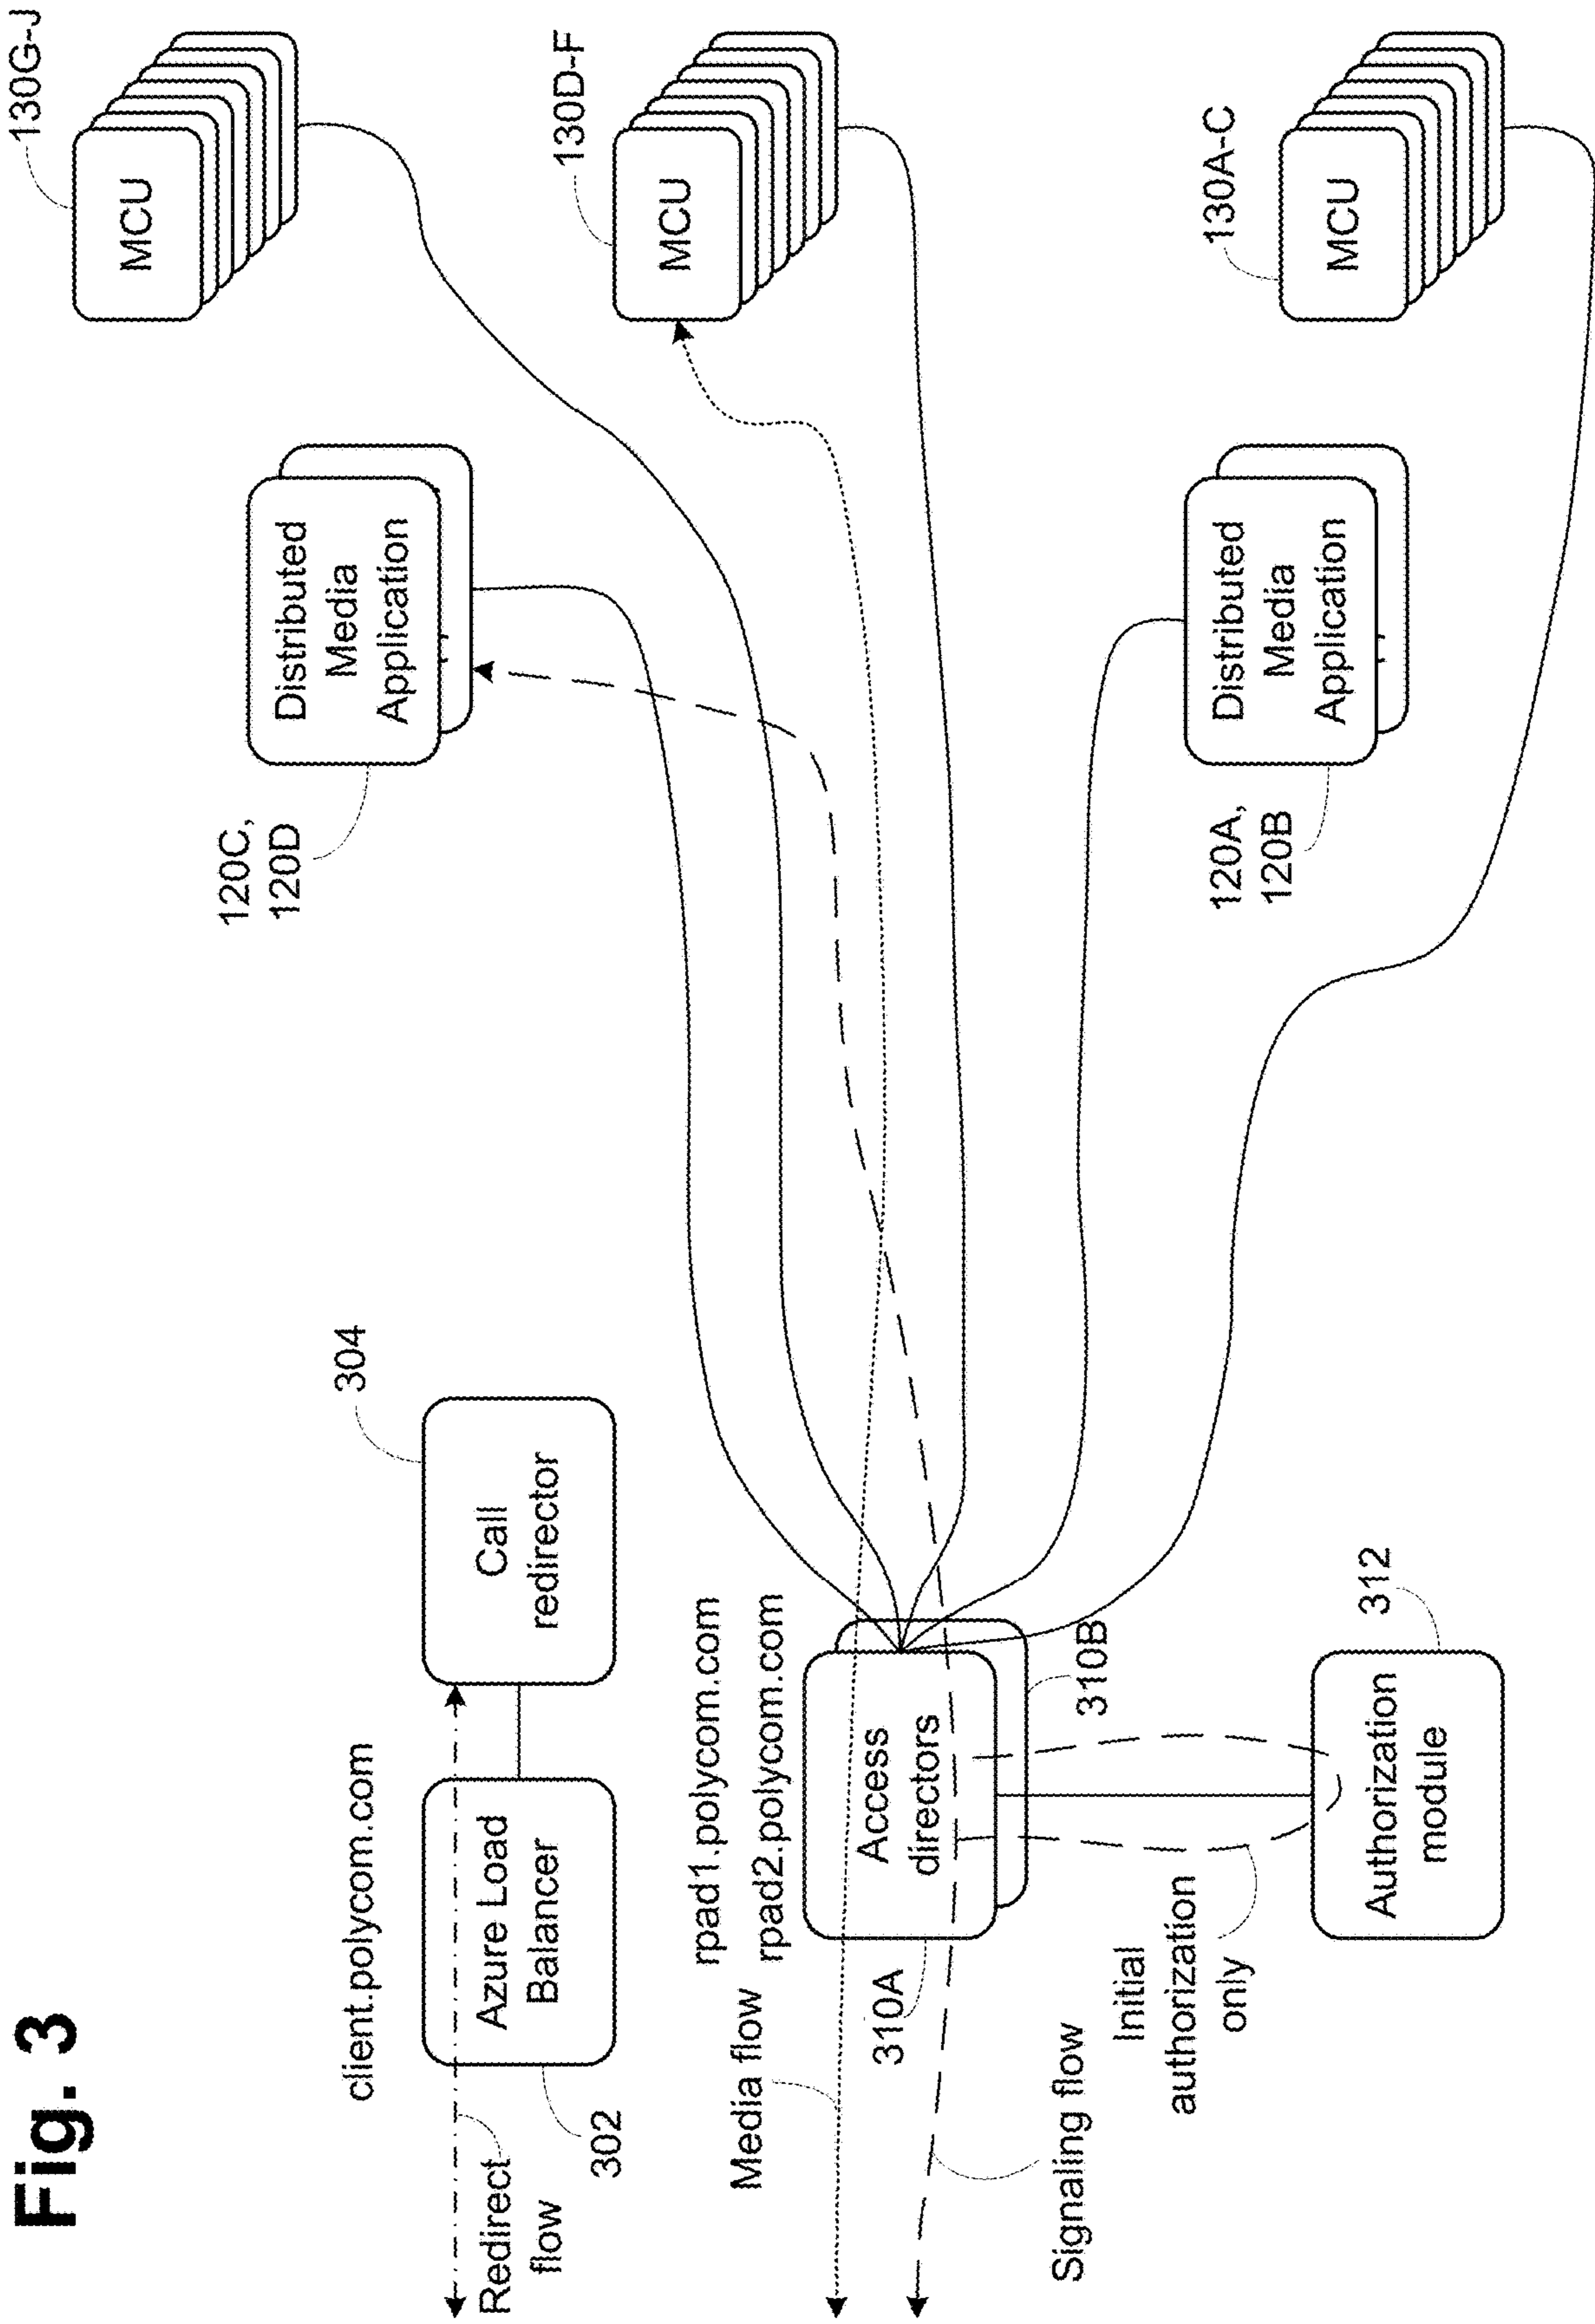 Fig. 3
client.polycom.com
Redirect
flow
Azure Load
Balancer
302
Call
redirector
304
rpad1.polycom.com
rpad2.polycom.com
Media flow
310A
Access
directors
310B
Signaling flow
Initial
authorization
only
Authorization
module
312
120C,
120D
Distributed
Media
Application
120A,
120B
Distributed
Media
Application
130G-J
MCU
130D-F
MCU
130A-C
MCU